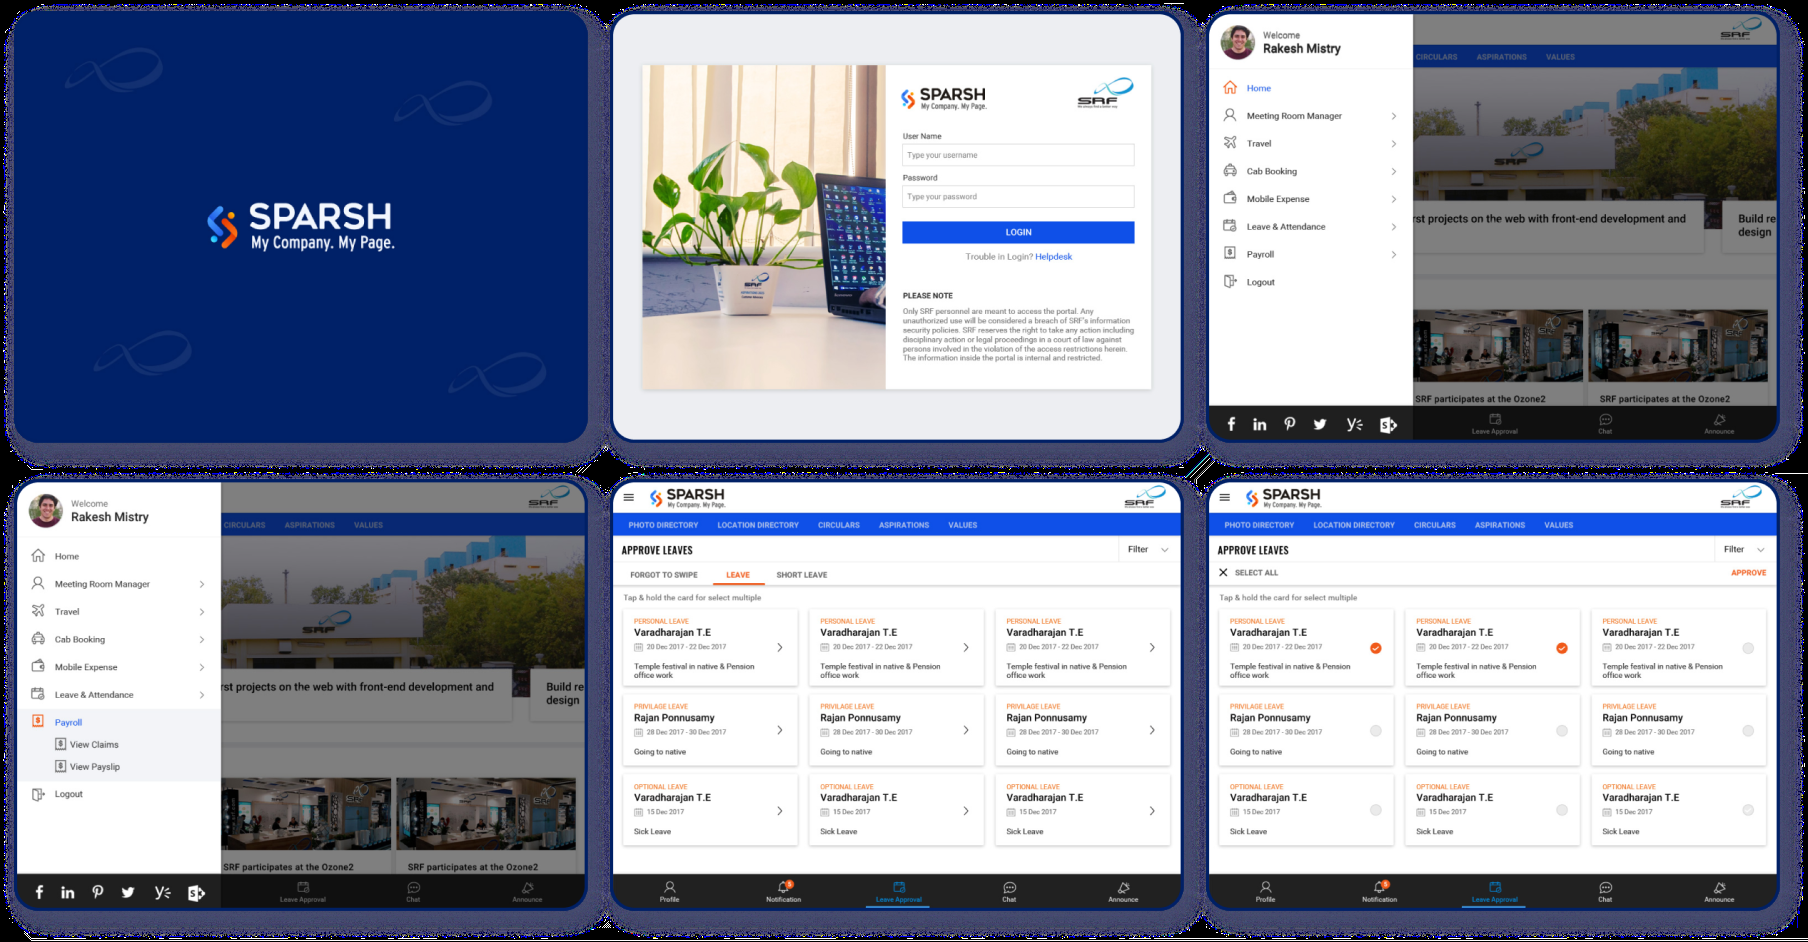 SPARSH
My Company. My Page.
SPARSH
My Company. My Page.
SRF
User Name
Type your username
Password
Type your password
LOGIN
Trouble in Login? Helpdesk
PLEASE NOTE
Only SRF personnel are meant to access the portal. Any
unauthorized use will be considered a breach of SRF's information
security policies. SRF reserves the right to take any action including
disciplinary action or legal proceedings in a court of law against
persons involved in the violation of the access restrictions herein.
The information inside the portal is internal and restricted.
SRF
Welcome
Rakesh Mistry
Home
Meeting Room Manager
Travel
Cab Booking
Mobile Expense
Leave & Attendance
Payroll
Logout
SRF
CIRCULARS ASPIRATIONS VALUES
SRF
rst projects on the web with front-end development and
Build re
design
SRF participates at the Ozone2
SRF participates at the Ozone2
Leave Approval Chat Announce
Welcome
Rakesh Mistry
Home
Meeting Room Manager
Travel
Cab Booking
Mobile Expense
Leave & Attendance
Payroll
View Claims
View Payslip
Logout
SRF
CIRCULARS ASPIRATIONS VALUES
SRF
rst projects on the web with front-end development and
Build re
design
SRF participates at the Ozone2
SRF participates at the Ozone2
Leave Approval Chat Announce
SPARSH
My Company. My Page.
SRF
PHOTO DIRECTORY LOCATION DIRECTORY CIRCULARS ASPIRATIONS VALUES
APPROVE LEAVES Filter
FORGOT TO SWIPE LEAVE SHORT LEAVE
Tap & hold the card for select multiple
PERSONAL LEAVE PERSONAL LEAVE PERSONAL LEAVE
Varadharajan T.E Varadharajan T.E Varadharajan T.E
20 Dec 2017 - 22 Dec 2017 20 Dec 2017 - 22 Dec 2017 20 Dec 2017 - 22 Dec 2017
Temple festival in native & Pension Temple festival in native & Pension Temple festival in native & Pension
office work office work office work
PRIVILAGE LEAVE PRIVILAGE LEAVE PRIVILAGE LEAVE
Rajan Ponnusamy Rajan Ponnusamy Rajan Ponnusamy
28 Dec 2017 - 30 Dec 2017 28 Dec 2017 - 30 Dec 2017 28 Dec 2017 - 30 Dec 2017
Going to native Going to native Going to native
OPTIONAL LEAVE OPTIONAL LEAVE OPTIONAL LEAVE
Varadharajan T.E Varadharajan T.E Varadharajan T.E
15 Dec 2017 15 Dec 2017 15 Dec 2017
Sick Leave Sick Leave Sick Leave
Profile Notification Leave Approval Chat Announce
SPARSH
My Company. My Page.
SRF
PHOTO DIRECTORY LOCATION DIRECTORY CIRCULARS ASPIRATIONS VALUES
APPROVE LEAVES Filter
SELECT ALL APPROVE
Tap & hold the card for select multiple
PERSONAL LEAVE PERSONAL LEAVE PERSONAL LEAVE
Varadharajan T.E Varadharajan T.E Varadharajan T.E
20 Dec 2017 - 22 Dec 2017 20 Dec 2017 - 22 Dec 2017 20 Dec 2017 - 22 Dec 2017
Temple festival in native & Pension Temple festival in native & Pension Temple festival in native & Pension
office work office work office work
PRIVILAGE LEAVE PRIVILAGE LEAVE PRIVILAGE LEAVE
Rajan Ponnusamy Rajan Ponnusamy Rajan Ponnusamy
28 Dec 2017 - 30 Dec 2017 28 Dec 2017 - 30 Dec 2017 28 Dec 2017 - 30 Dec 2017
Going to native Going to native Going to native
OPTIONAL LEAVE OPTIONAL LEAVE OPTIONAL LEAVE
Varadharajan T.E Varadharajan T.E Varadharajan T.E
15 Dec 2017 15 Dec 2017 15 Dec 2017
Sick Leave Sick Leave Sick Leave
Profile Notification Leave Approval Chat Announce